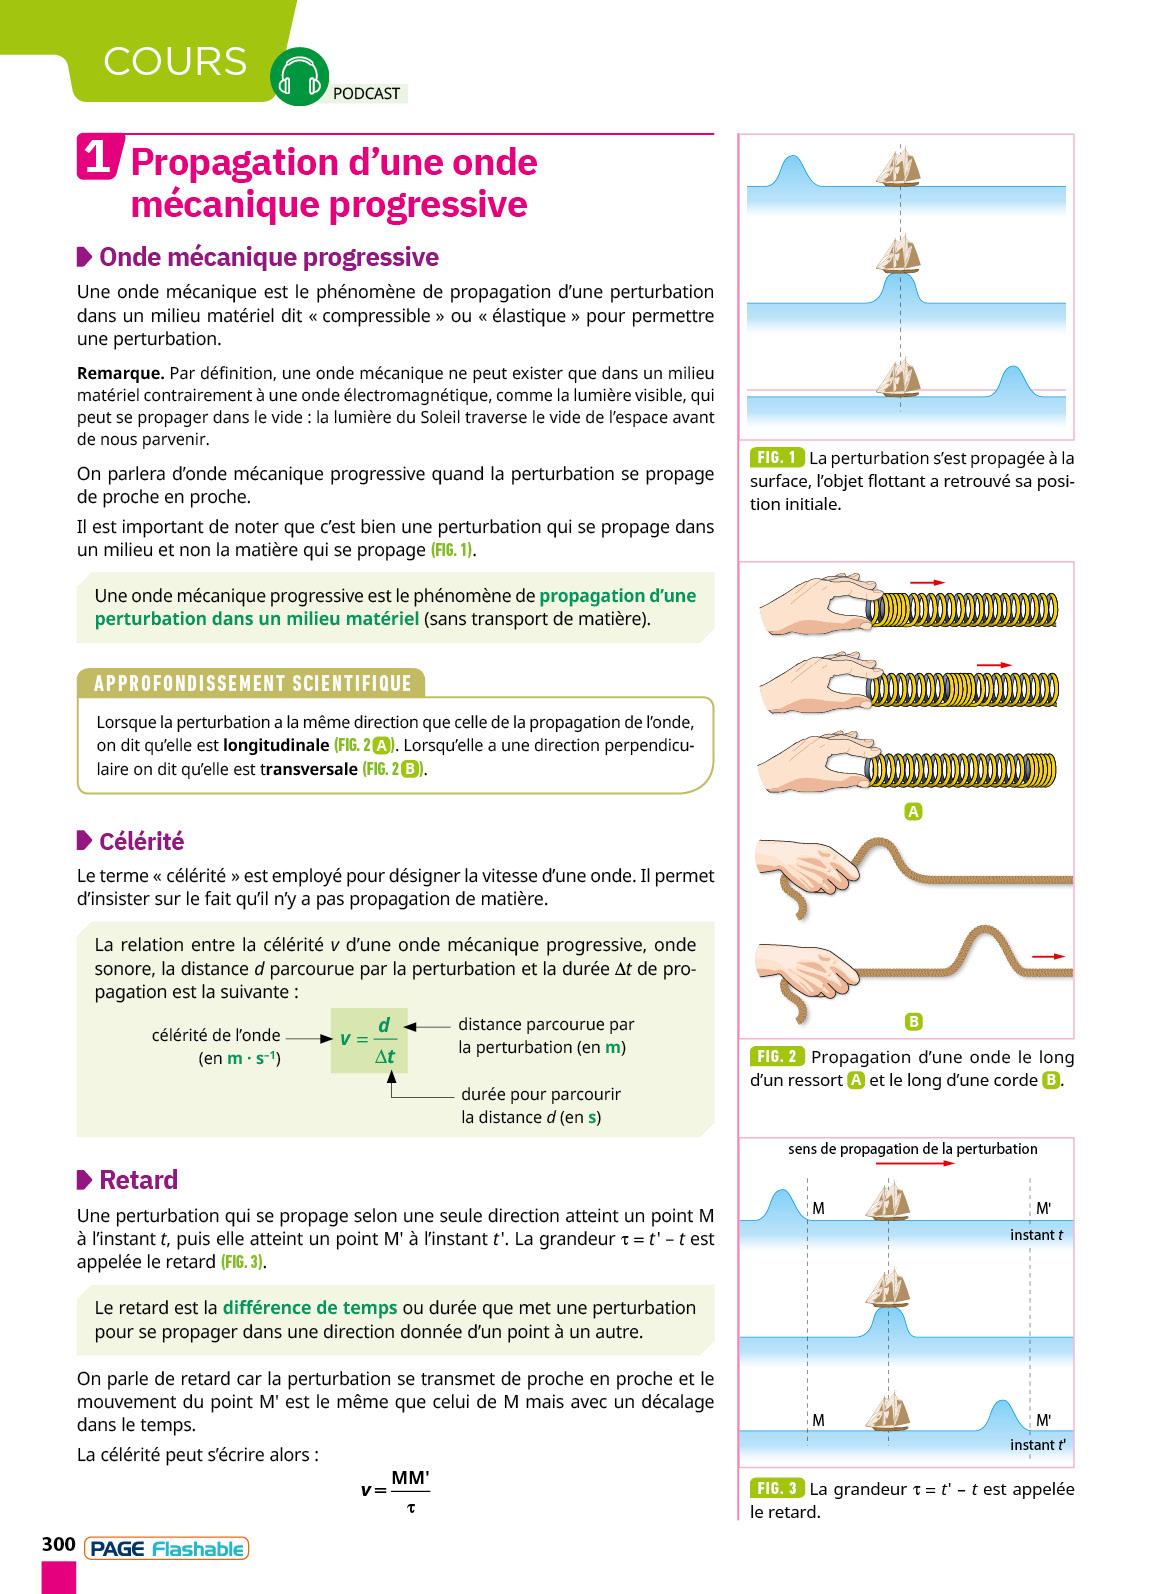 COURS
PODCAST
1 Propagation d’une onde
mécanique progressive
Onde mécanique progressive
Une onde mécanique est le phénomène de propagation d’une perturbation
dans un milieu matériel dit « compressible » ou « élastique » pour permettre
une perturbation.
Remarque. Par définition, une onde mécanique ne peut exister que dans un milieu
matériel contrairement à une onde électromagnétique, comme la lumière visible, qui
peut se propager dans le vide : la lumière du Soleil traverse le vide de l’espace avant
de nous parvenir.
On parlera d’onde mécanique progressive quand la perturbation se propage
de proche en proche.
Il est important de noter que c’est bien une perturbation qui se propage dans
un milieu et non la matière qui se propage (FIG. 1).
Une onde mécanique progressive est le phénomène de propagation d’une
perturbation dans un milieu matériel (sans transport de matière).
APPROFONDISSEMENT SCIENTIFIQUE
Lorsque la perturbation a la même direction que celle de la propagation de l’onde,
on dit qu’elle est longitudinale (FIG. 2 A). Lorsqu’elle a une direction perpendicu-
laire on dit qu’elle est transversale (FIG. 2 B).
Célérité
Le terme « célérité » est employé pour désigner la vitesse d’une onde. Il permet
d’insister sur le fait qu’il n’y a pas propagation de matière.
La relation entre la célérité v d’une onde mécanique progressive, onde
sonore, la distance d parcourue par la perturbation et la durée Δt de pro-
pagation est la suivante :
célérité de l’onde
(en m · s⁻¹)
v = d/Δt
distance parcourue par
la perturbation (en m)
durée pour parcourir
la distance d (en s)
Retard
Une perturbation qui se propage selon une seule direction atteint un point M
à l’instant t, puis elle atteint un point M' à l’instant t'. La grandeur τ = t' – t est
appelée le retard (FIG. 3).
Le retard est la différence de temps ou durée que met une perturbation
pour se propager dans une direction donnée d’un point à un autre.
On parle de retard car la perturbation se transmet de proche en proche et le
mouvement du point M' est le même que celui de M mais avec un décalage
dans le temps.
La célérité peut s’écrire alors :
v = MM'/τ
FIG. 1 La perturbation s’est propagée à la
surface, l’objet flottant a retrouvé sa posi-
tion initiale.
A
B
FIG. 2 Propagation d’une onde le long
d’un ressort A et le long d’une corde B.
sens de propagation de la perturbation
M M'
instant t
M M'
instant t'
FIG. 3 La grandeur τ = t' – t est appelée
le retard.
300 PAGE Flashable